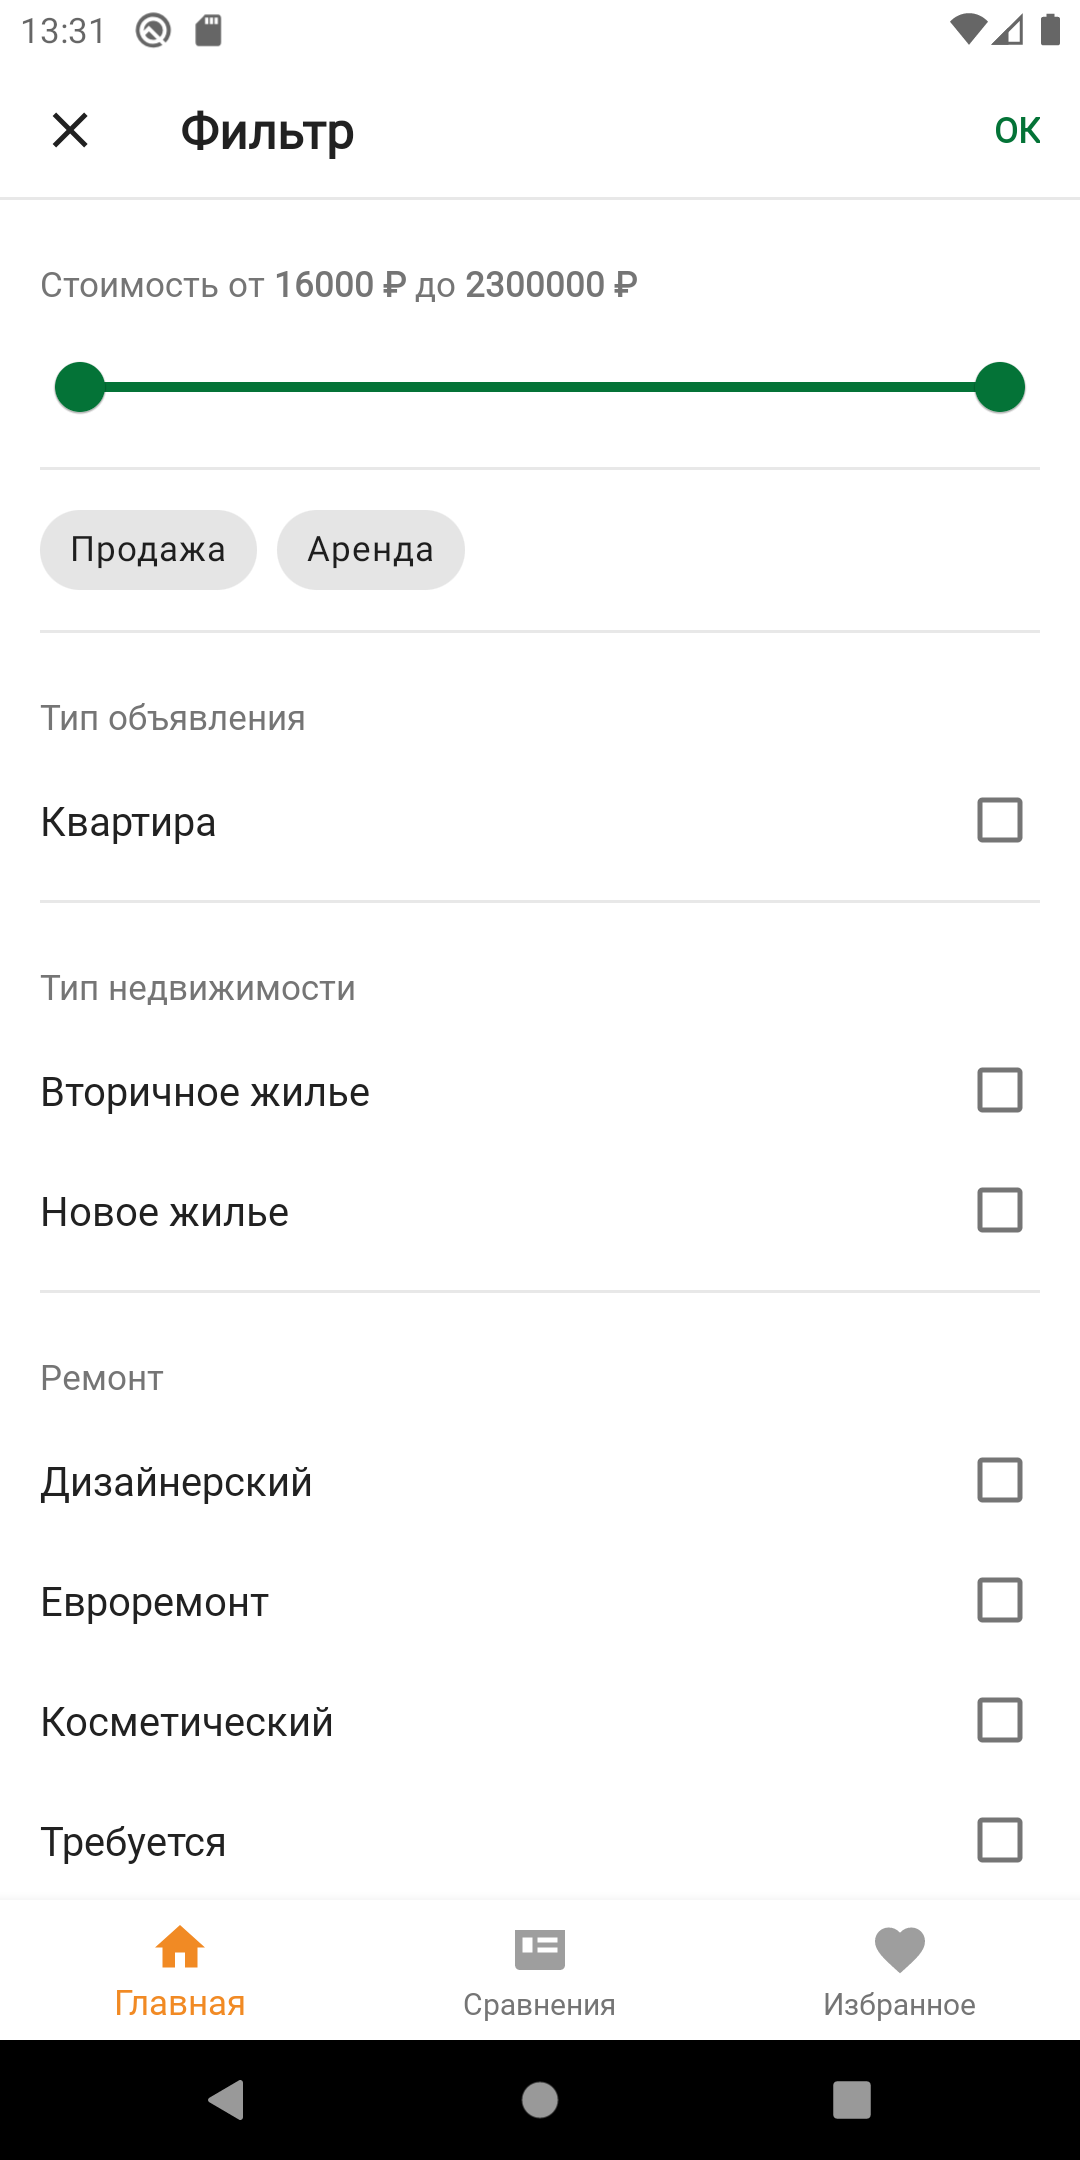 13:31
Фильтр
ОК
Стоимость от 16000 ₽ до 2300000 ₽
Продажа Аренда
Тип объявления
Квартира
Тип недвижимости
Вторичное жилье
Новое жилье
Ремонт
Дизайнерский
Евроремонт
Косметический
Требуется
Главная Сравнения Избранное